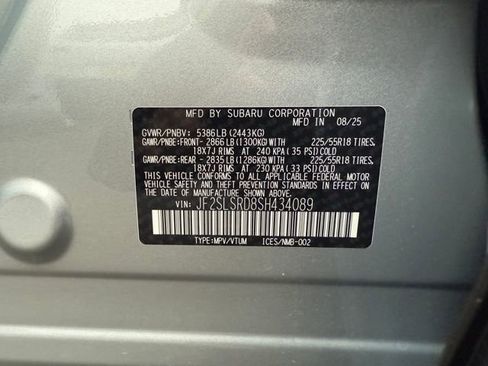 MFD BY SUBARU CORPORATION
MFD. IN 08/25
GVWR/PNBV: 5386LB(2443KG)
GAWR/PNBE:FRONT- 2866LB(1300KG)WITH 225/55R18 TIRES.
18X7J RIMS AT 240 KPA(35 PSI)COLD
GAWR/PNBE:REAR -2835LB(1286KG)WITH 225/55R18 TIRES.
18X7J RIMS AT 230 KPA(33 PSI)COLD
THIS VEHICLE CONFORMS TO ALL APPLICABLE FEDERAL
MOTOR VEHICLE SAFETY STANDARDS IN EFFECT ON THE
DATE OF MANUFACTURE SHOWN ABOVE.
VIN: JF2SLSRD8SH434089
TYPE:MPV/VTUM ICES/NMB-002